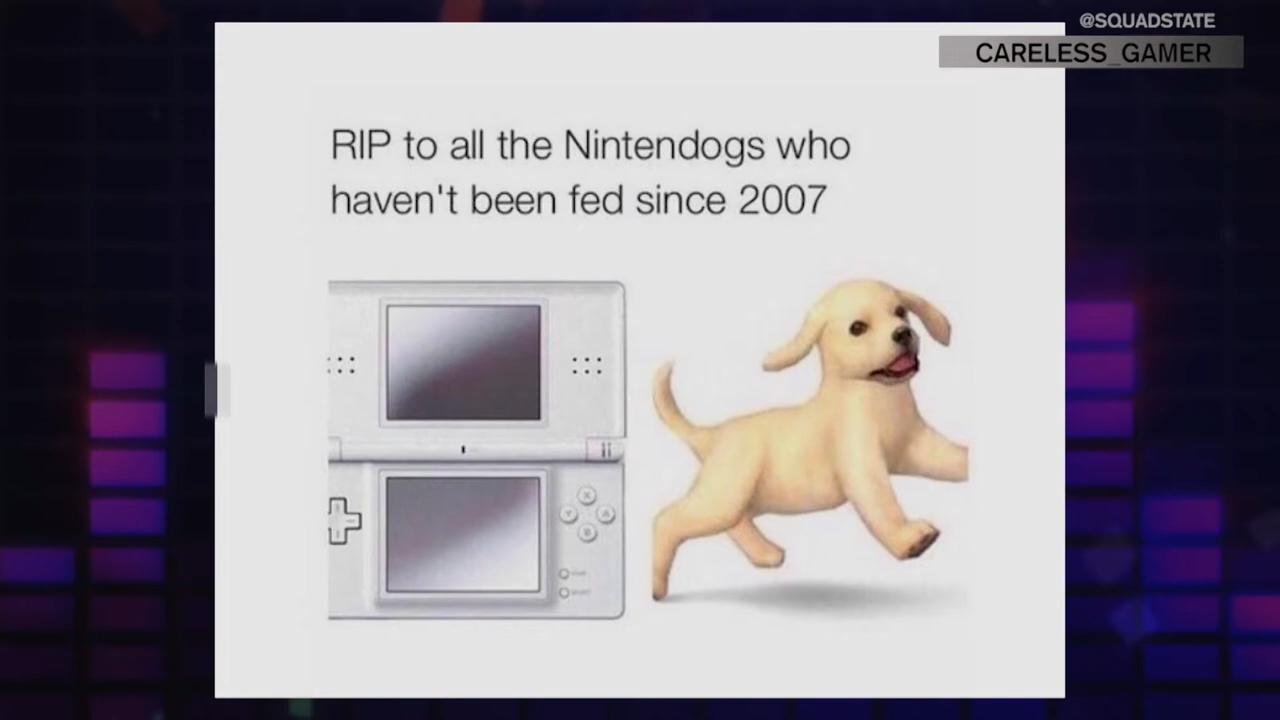 @SQUADSTATE
CARELESS_GAMER
RIP to all the Nintendogs who
haven't been fed since 2007
X
Y
A
B